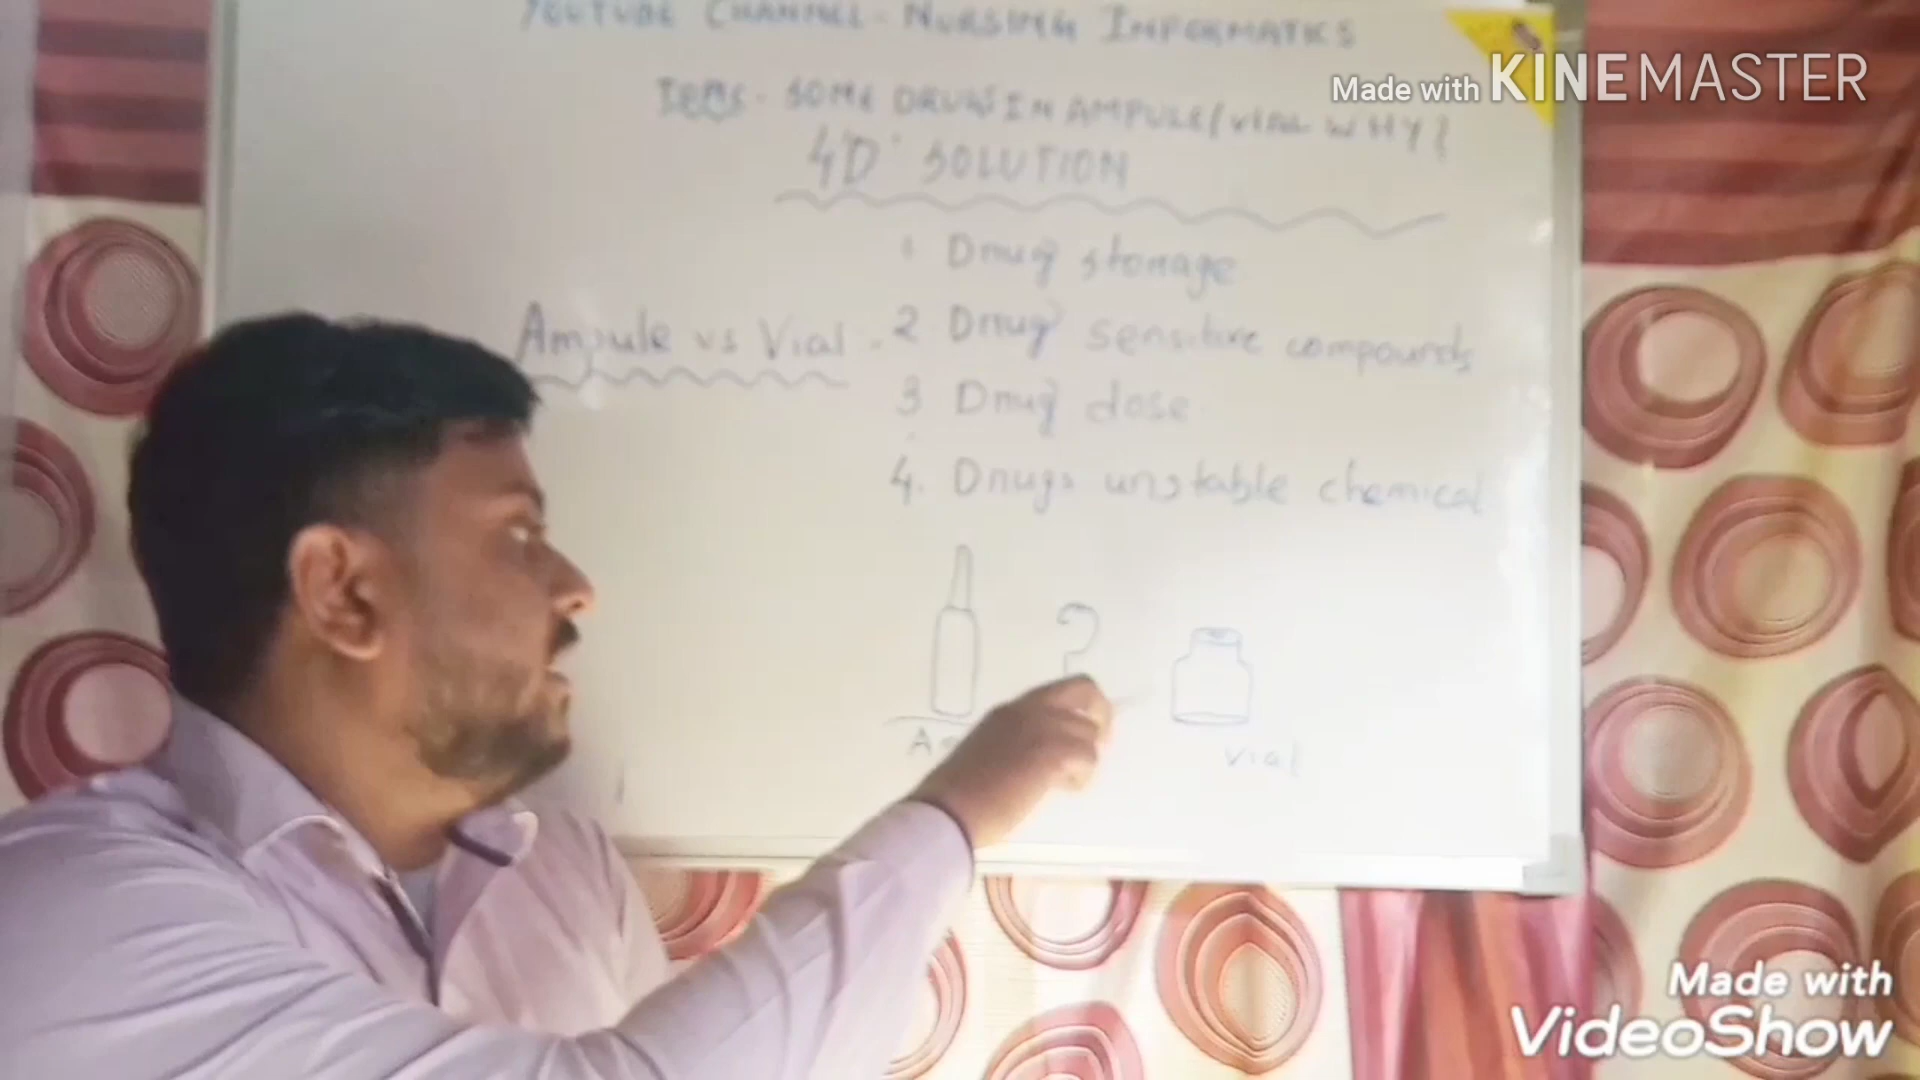 YOUTUBE CHANNEL - NURSING INFORMATICS
Made with KINEMASTER
SOME DRUGS IN AMPULE/VIAL WHY?
4'D' SOLUTION
1 Drug storage
Ampule vs Vial - 2 Drug sensitive compounds
3 Drug dose
4. Drugs unstable chemical
?
Vial
Made with
VideoShow